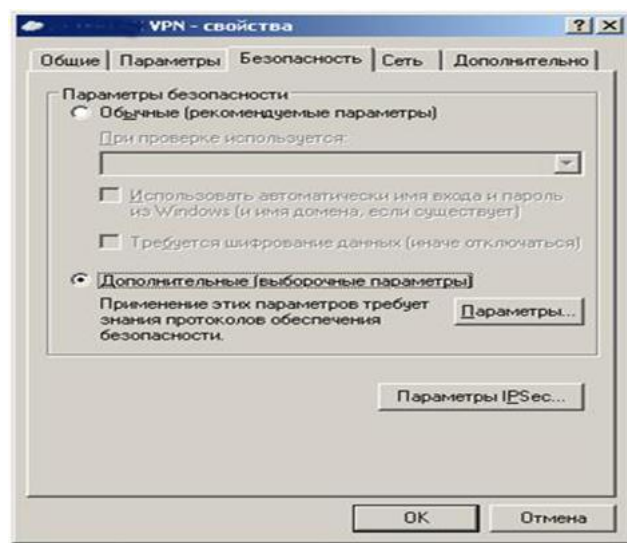 VPN - свойства
Общие Параметры Безопасность Сеть Дополнительно
Параметры безопасности
Обычные (рекомендуемые параметры)
При проверке используется:
Использовать автоматически имя входа и пароль
из Windows (и имя домена, если существует)
Требуется шифрование данных (иначе отключаться)
Дополнительные (выборочные параметры)
Применение этих параметров требует
знания протоколов обеспечения
безопасности.
Параметры...
Параметры IPSec...
OK Отмена